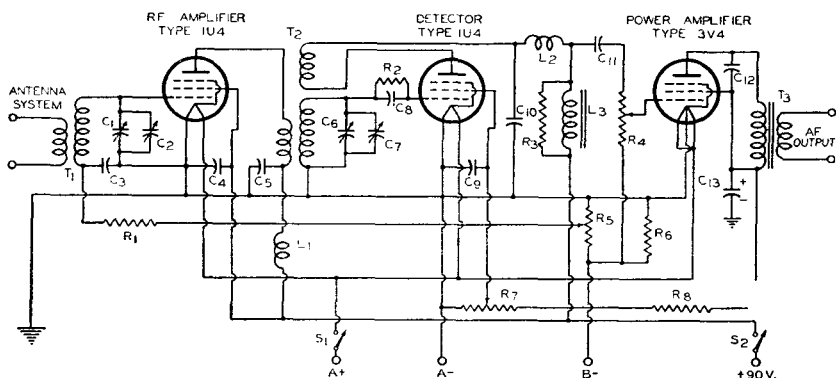 RF AMPLIFIER
TYPE 1U4
DETECTOR
TYPE 1U4
POWER AMPLIFIER
TYPE 3V4
ANTENNA
SYSTEM
T1
C1
C2
C3
R1
C4
C5
L1
T2
C6
C7
R2
C8
C9
C10
L2
R3
L3
C11
R4
R5
R6
R7
R8
C12
C13
+
-
T3
AF
OUTPUT
S1
S2
A+
A-
B-
+90V.